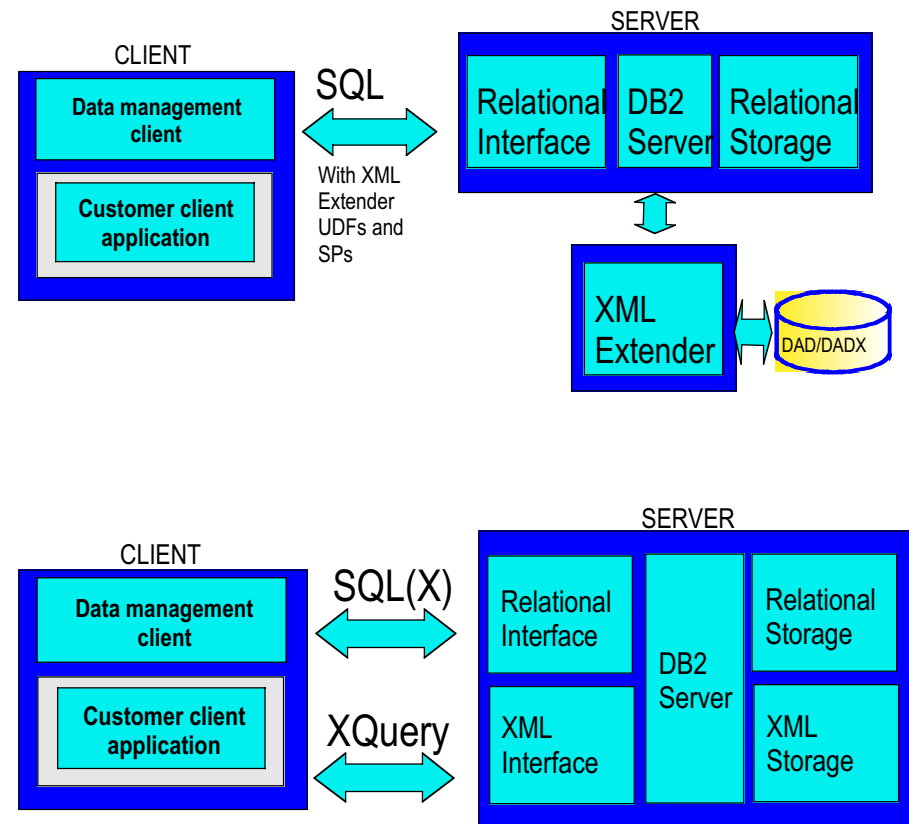 SERVER
CLIENT
Data management
client
Customer client
application
SQL
With XML
Extender
UDFs and
SPs
Relational
Interface
DB2
Server
Relational
Storage
XML
Extender
DAD/DADX
SERVER
CLIENT
Data management
client
Customer client
application
SQL(X)
XQuery
Relational
Interface
XML
Interface
DB2
Server
Relational
Storage
XML
Storage